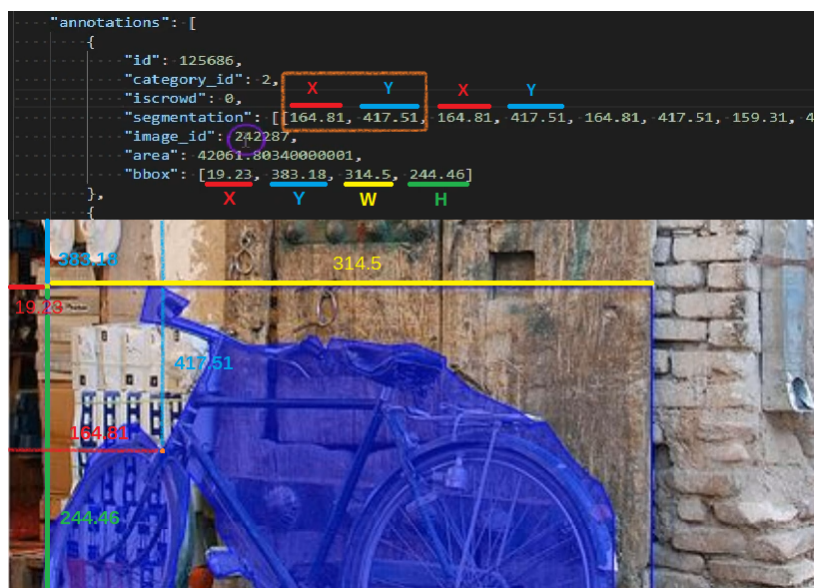 "annotations": [
{
"id": 125686,
"category_id": 2,
X Y X Y
"iscrowd": 0,
"segmentation": [[164.81, 417.51, 164.81, 417.51, 164.81, 417.51, 159.31, 4
"image_id": 242287,
"area": 42061.80340000001,
"bbox": [19.23, 383.18, 314.5, 244.46]
X Y W H
},
{
383.18
314.5
19.23
417.51
164.81
244.46